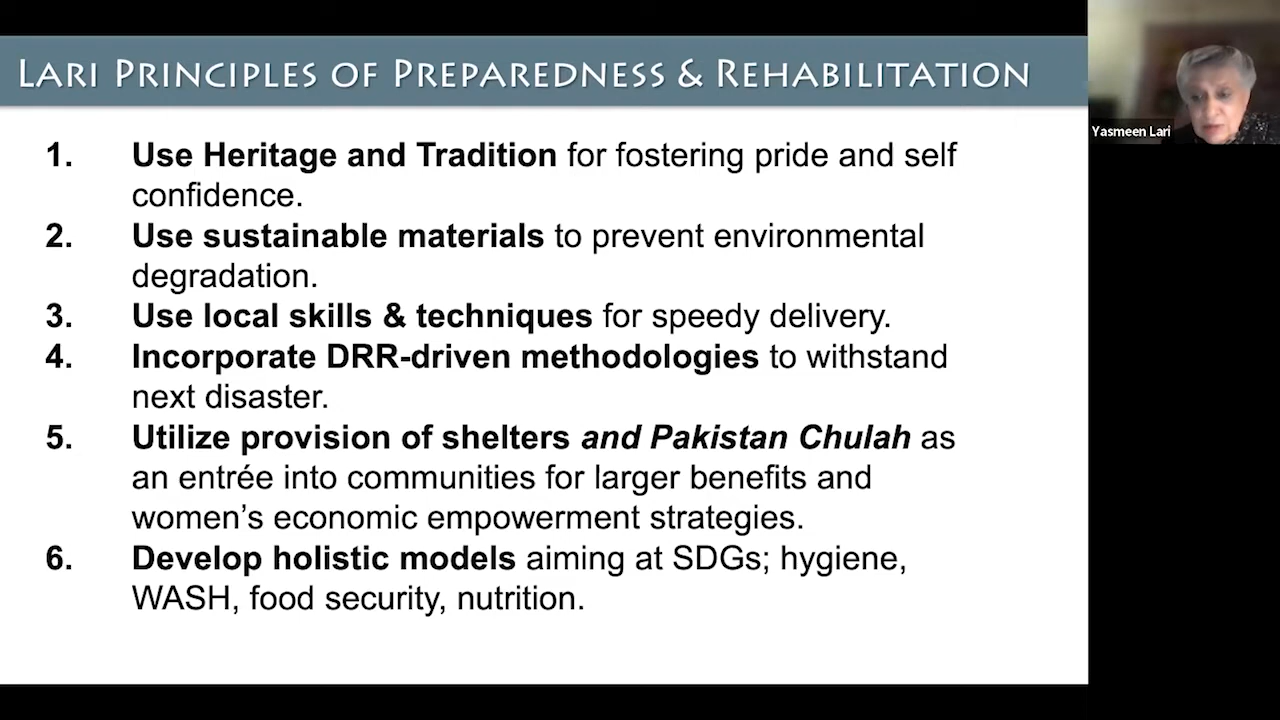 LARI PRINCIPLES OF PREPAREDNESS & REHABILITATION
Yasmeen Lari
1. Use Heritage and Tradition for fostering pride and self
confidence.
2. Use sustainable materials to prevent environmental
degradation.
3. Use local skills & techniques for speedy delivery.
4. Incorporate DRR-driven methodologies to withstand
next disaster.
5. Utilize provision of shelters and Pakistan Chulah as
an entrée into communities for larger benefits and
women’s economic empowerment strategies.
6. Develop holistic models aiming at SDGs; hygiene,
WASH, food security, nutrition.